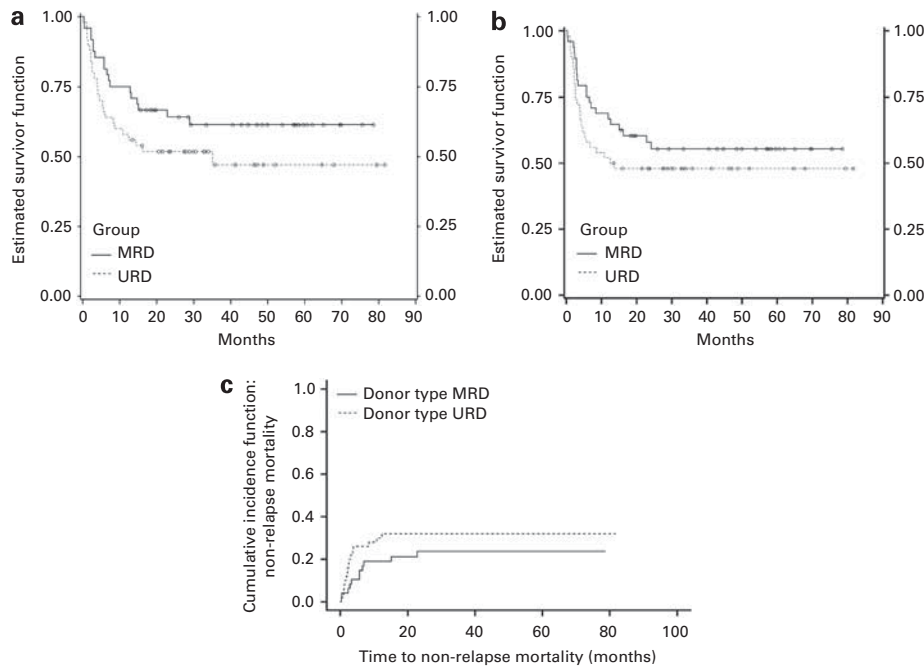 a
Estimated survivor function
1.00
0.75
0.50
0.25
0.00
1.00
0.75
0.50
0.25
0.00
Group
MRD
URD
0 10 20 30 40 50 60 70 80 90
Months
b
Estimated survivor function
1.00
0.75
0.50
0.25
0.00
1.00
0.75
0.50
0.25
0.00
Group
MRD
URD
0 10 20 30 40 50 60 70 80 90
Months
c
Cumulative incidence function:
non-relapse mortality
1.0
0.8
0.6
0.4
0.2
0.0
Donor type MRD
Donor type URD
0 20 40 60 80 100
Time to non-relapse mortality (months)